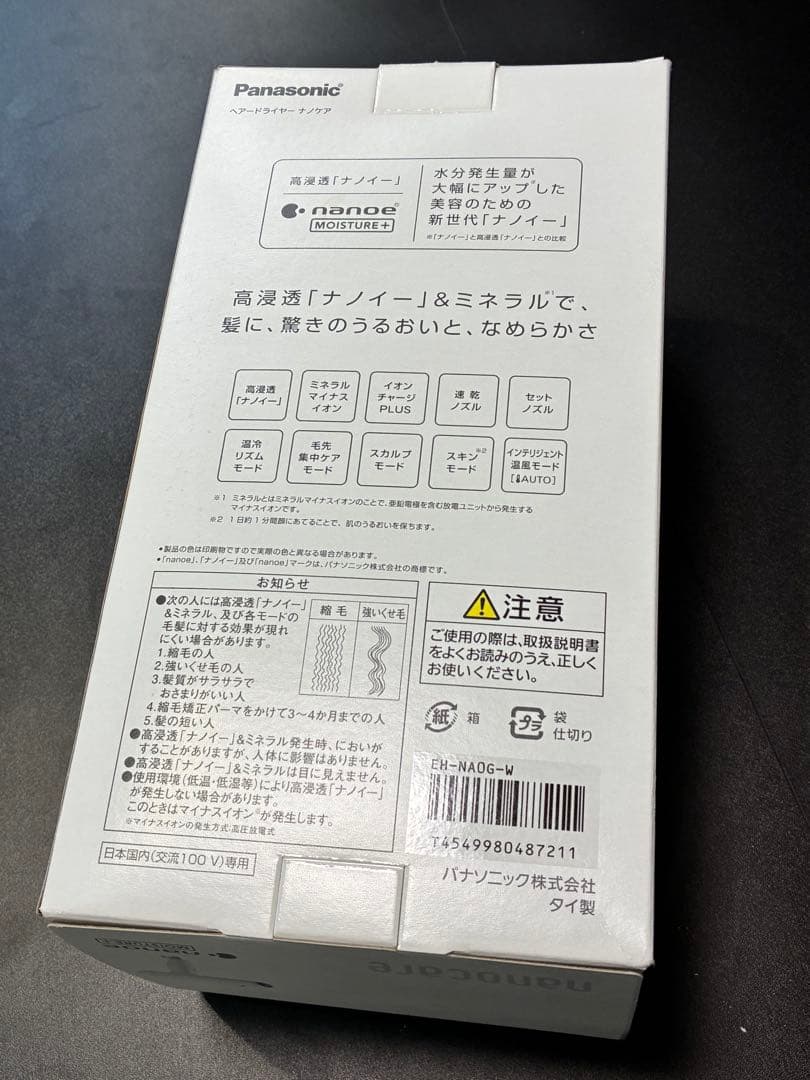 Panasonic®
ヘアードライヤー ナノケア
高浸透「ナノイー」
nanoe®
MOISTURE+
水分発生量が
大幅にアップ※した
美容のための
新世代「ナノイー」
※「ナノイー」と高浸透「ナノイー」との比較
高浸透「ナノイー」&ミネラル※1で、
髪に、驚きのうるおいと、なめらかさ
高浸透
「ナノイー」
ミネラル
マイナス
イオン
イオン
チャージ
PLUS
速乾
ノズル
セット
ノズル
温冷
リズム
モード
毛先
集中ケア
モード
スカルプ
モード
スキン※2
モード
インテリジェント
温風モード
[AUTO]
※1 ミネラルとはミネラルマイナスイオンのことで、亜鉛電極を含む放電ユニットから発生する
マイナスイオンです。
※2 1日約1分間顔にあてることで、肌のうるおいを保ちます。
●製品の色は印刷物ですので実際の色と異なる場合があります。
●「nanoe」、「ナノイー」及び「nanoe」マークは、パナソニック株式会社の商標です。
お知らせ
●次の人には高浸透「ナノイー」
&ミネラル、及び各モードの
毛髪に対する効果が現れ
にくい場合があります。
1.縮毛の人
2.強いくせ毛の人
3.髪質がサラサラで
おさまりがいい人
4.縮毛矯正パーマをかけて3〜4か月までの人
5.髪の短い人
縮毛
強いくせ毛
●高浸透「ナノイー」&ミネラル発生時、においが
することがありますが、人体に影響はありません。
●高浸透「ナノイー」&ミネラルは目に見えません。
●使用環境(低温・低湿等)により高浸透「ナノイー」
が発生しない場合があります。
このときはマイナスイオン※が発生します。
※マイナスイオンの発生方式:高圧放電式
日本国内(交流100 V)専用
注意
ご使用の際は、取扱説明書
をよくお読みのうえ、正しく
お使いください。
紙
箱
プラ
袋
仕切り
EH-NA0G-W
T4549980487211
パナソニック株式会社
タイ製
nanoe
MOISTURE+
nanocare